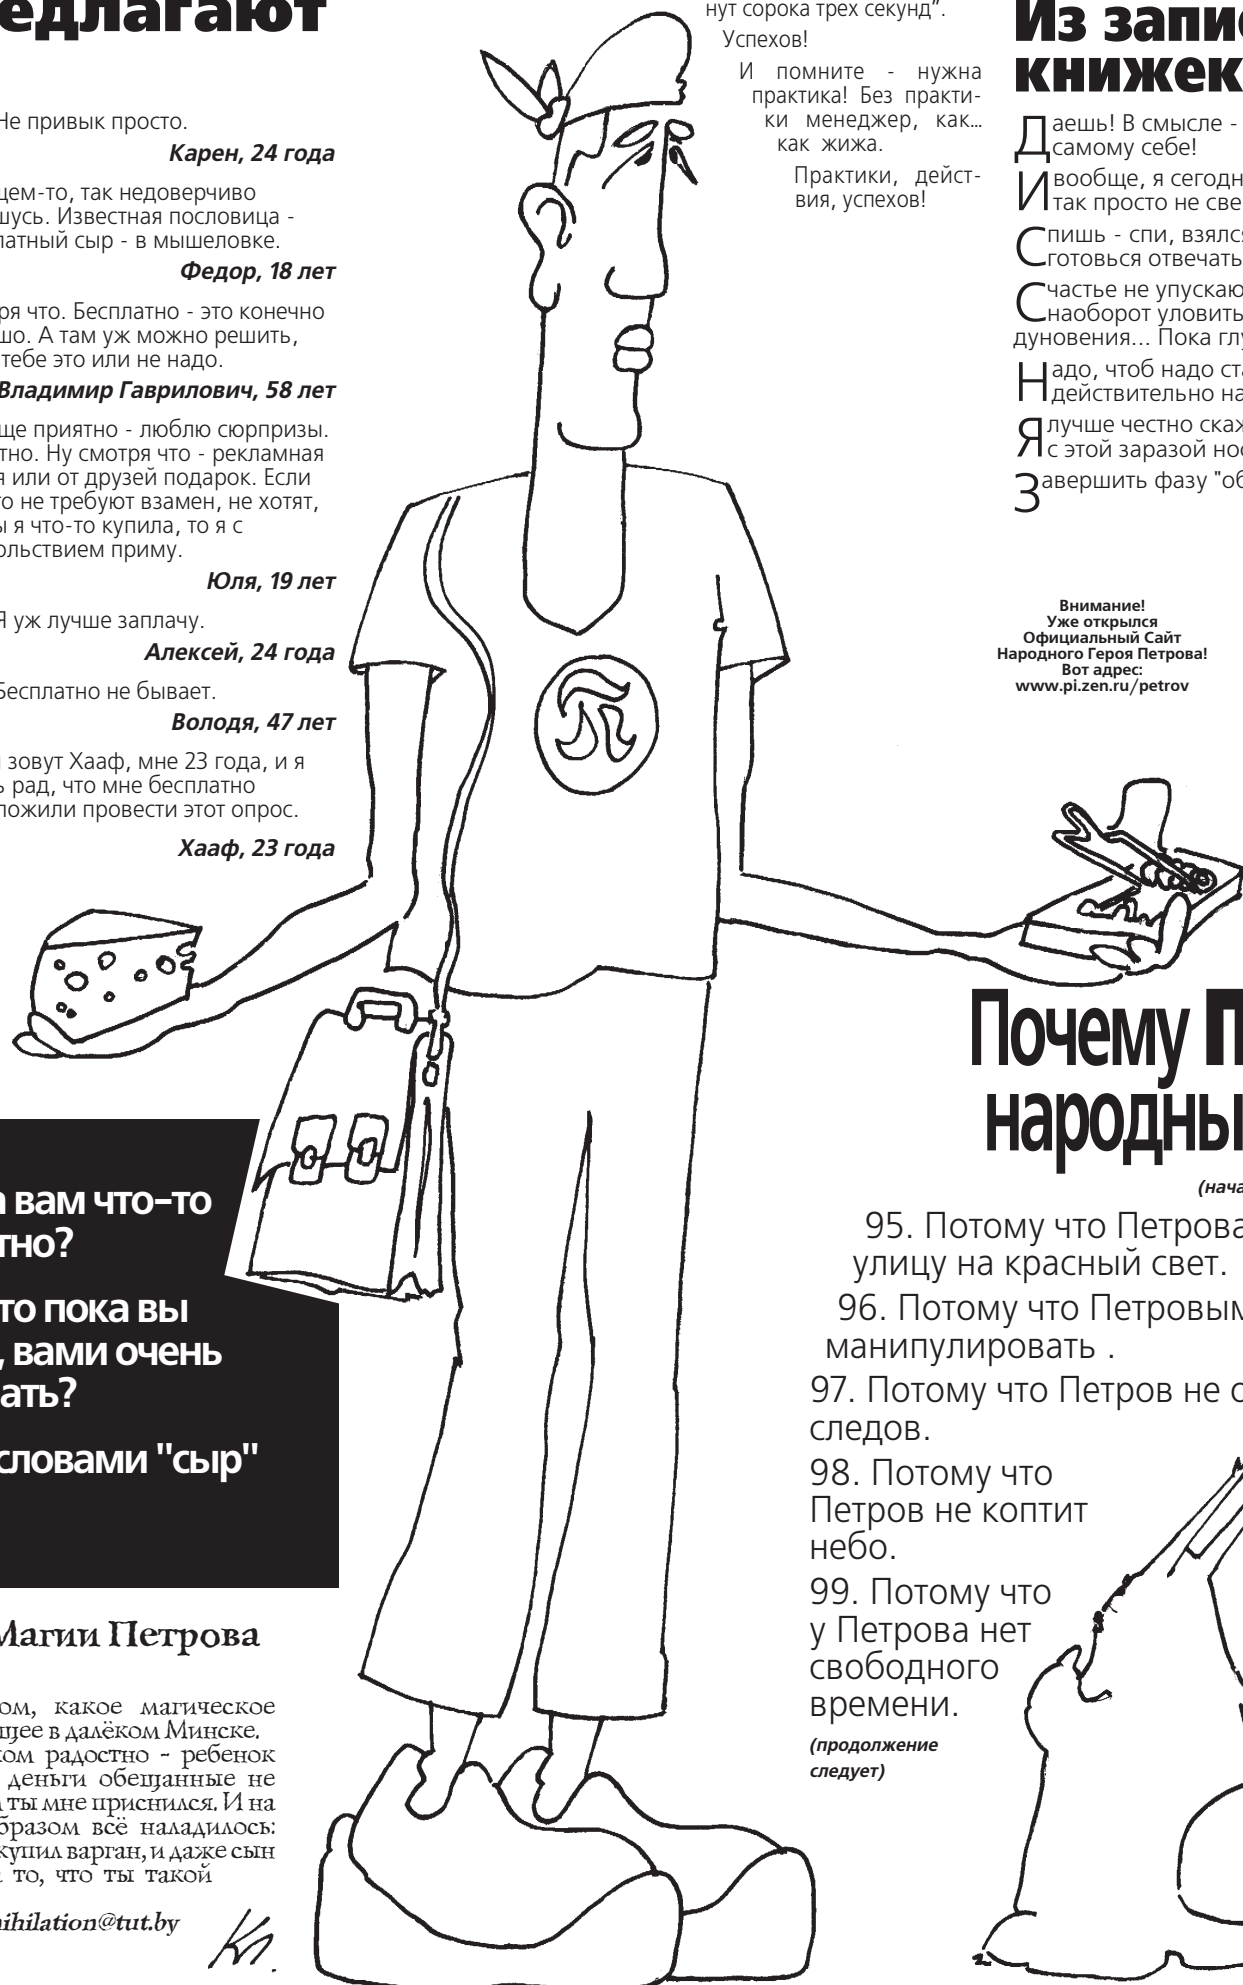 едлагают
Не привык просто.
Карен, 24 года
щем-то, так недоверчиво
шусь. Известная пословица -
латный сыр - в мышеловке.
Федор, 18 лет
ря что. Бесплатно - это конечно
шо. А там уж можно решить,
тебе это или не надо.
Владимир Гаврилович, 58 лет
ще приятно - люблю сюрпризы.
тно. Ну смотря что - рекламная
я или от друзей подарок. Если
го не требуют взамен, не хотят,
ы я что-то купила, то я с
ольствием приму.
Юля, 19 лет
Я уж лучше заплачу.
Алексей, 24 года
Бесплатно не бывает.
Володя, 47 лет
зовут Хааф, мне 23 года, и я
ь рад, что мне бесплатно
ложили провести этот опрос.
Хааф, 23 года
а вам что-то
тно?
то пока вы
, вами очень
ать?
словами "сыр"
Магии Петрова
ом, какое магическое
щее в далёком Минске.
ком радостно - ребенок
деньги обещанные не
л ты мне приснился. И на
бразом всё наладилось:
купил варган, и даже сын
то, что ты такой
nihilation@tut.by
нут сорока трех секунд”.
Успехов!
И помните - нужна
практика! Без практи-
ки менеджер, как...
как жижа.
Практики, дейст-
вия, успехов!
Из запис
книжек
Даешь! В смысле -
самому себе!
И вообще, я сегодн
так просто не све
Спишь - спи, взялся
готовься отвечать
Счастье не упускаю
наоборот уловить
дуновения... Пока глу
Надо, чтоб надо ста
действительно на
Я лучше честно скаж
с этой заразой нос
Завершить фазу "об
Внимание!
Уже открылся
Официальный Сайт
Народного Героя Петрова!
Вот адрес:
www.pi.zen.ru/petrov
Почему П
народны
(нача
95. Потому что Петрова
улицу на красный свет.
96. Потому что Петровым
манипулировать .
97. Потому что Петров не о
следов.
98. Потому что
Петров не коптит
небо.
99. Потому что
у Петрова нет
свободного
времени.
(продолжение
следует)